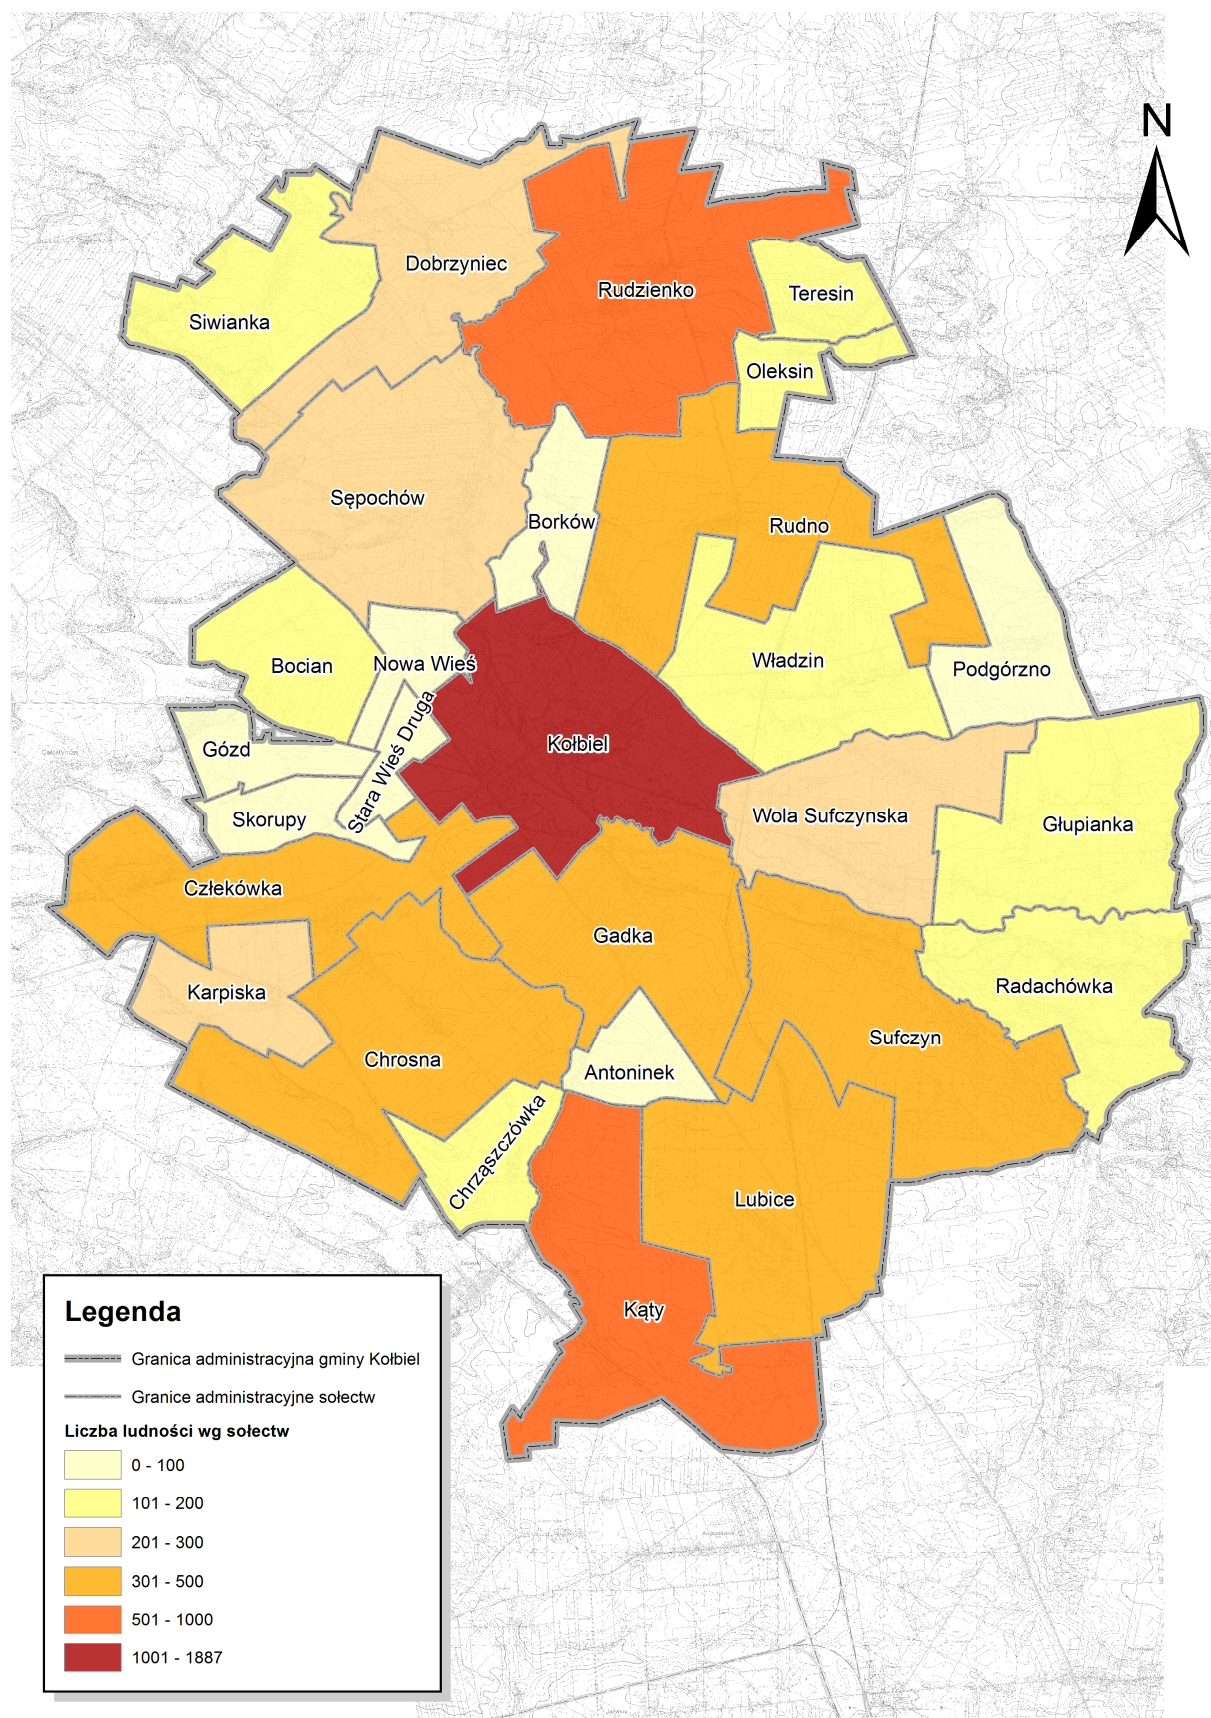 N
Dobrzyniec
Rudzienko
Teresin
Siwianka
Oleksin
Sępochów
Borków
Rudno
Bocian
Nowa Wieś
Władzin
Podgórzno
Stara Wieś Druga
Gózd
Kołbiel
Skorupy
Wola Sufczynska
Głupianka
Człekówka
Gadka
Karpiska
Radachówka
Sufczyn
Chrosna
Antoninek
Chrząszczówka
Lubice
Kąty
Legenda
Granica administracyjna gminy Kołbiel
Granice administracyjne sołectw
Liczba ludności wg sołectw
0 - 100
101 - 200
201 - 300
301 - 500
501 - 1000
1001 - 1887